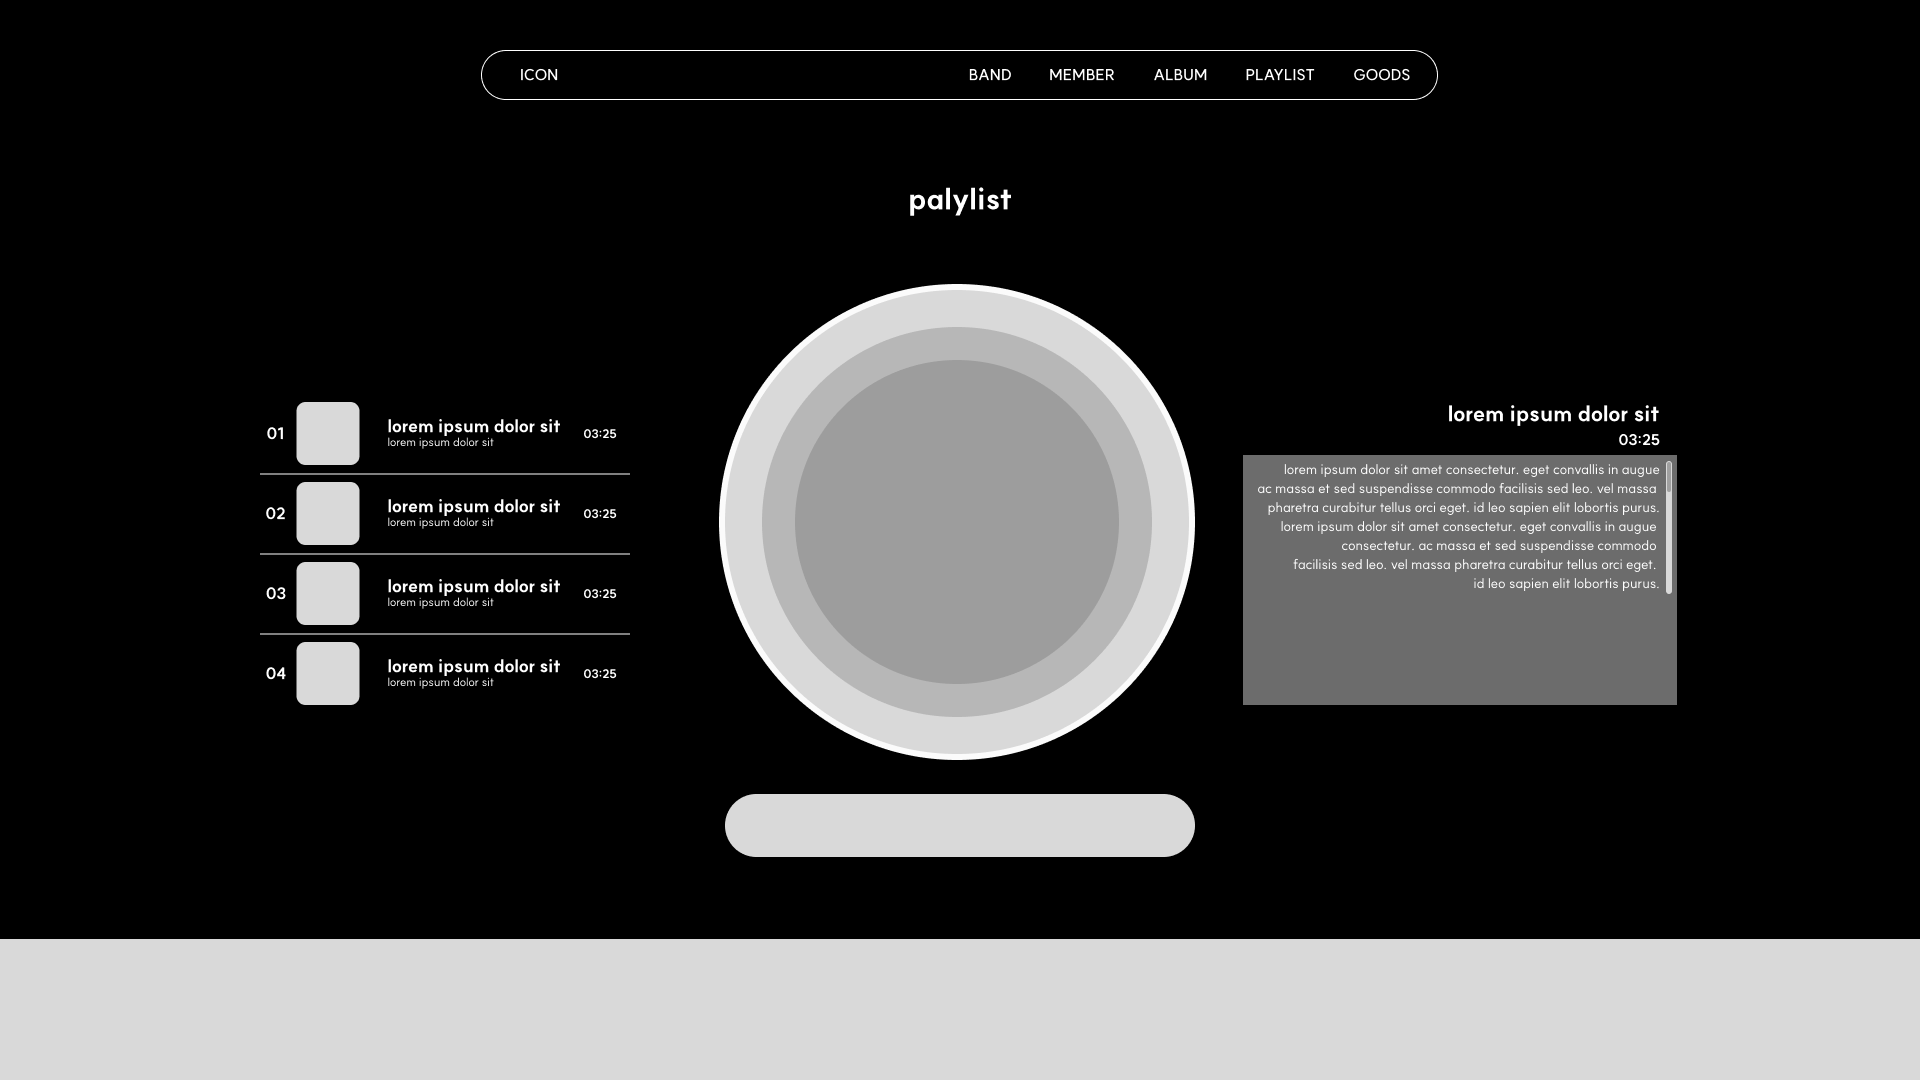 ICON BAND MEMBER ALBUM PLAYLIST GOODS
palylist
01 lorem ipsum dolor sit 03:25
lorem ipsum dolor sit
02 lorem ipsum dolor sit 03:25
lorem ipsum dolor sit
03 lorem ipsum dolor sit 03:25
lorem ipsum dolor sit
04 lorem ipsum dolor sit 03:25
lorem ipsum dolor sit
lorem ipsum dolor sit
03:25
lorem ipsum dolor sit amet consectetur. eget convallis in augue
ac massa et sed suspendisse commodo facilisis sed leo. vel massa
pharetra curabitur tellus orci eget. id leo sapien elit lobortis purus.
lorem ipsum dolor sit amet consectetur. eget convallis in augue
consectetur. ac massa et sed suspendisse commodo
facilisis sed leo. vel massa pharetra curabitur tellus orci eget.
id leo sapien elit lobortis purus.